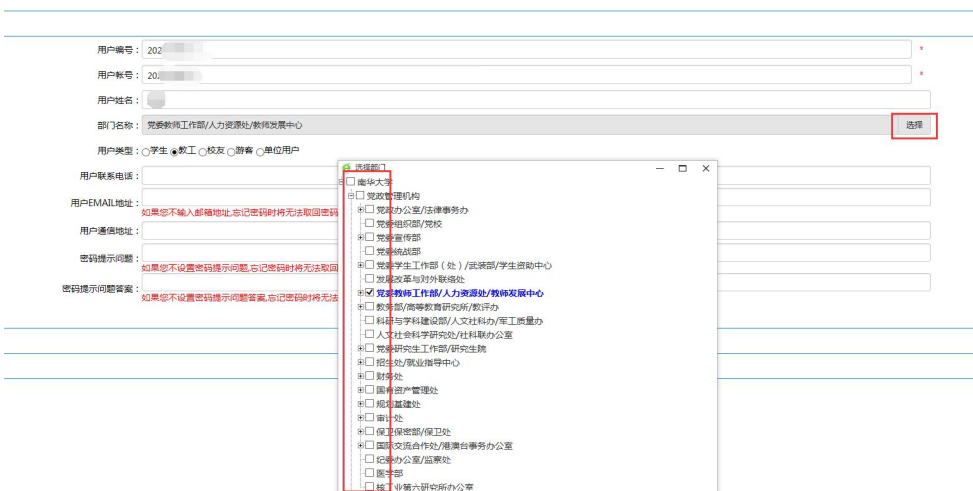 用户编号： 202 *
用户帐号： 20 *
用户姓名：
部门名称： 党委教师工作部/人力资源处/教师发展中心 选择
用户类型： 学生 教工 校友 游客 单位用户
用户联系电话：
用户EMAIL地址：
如果您不输入邮箱地址,忘记密码时将无法取回密码
用户通信地址：
密码提示问题：
如果您不设置密码提示问题,忘记密码时将无法取回
密码提示问题答案：
如果您不设置密码提示问题答案,忘记密码时将无法
选择部门
南华大学
党政管理机构
党政办公室/法律事务办
党委组织部/党校
党委宣传部
党委统战部
党委学生工作部（处）/武装部/学生资助中心
发展改革与对外联络处
党委教师工作部/人力资源处/教师发展中心
教务部/高等教育研究所/教评办
科研与学科建设部/人文社科办/军工质量办
人文社会科学研究处/社科联办公室
党委研究生工作部/研究生院
招生处/就业指导中心
财务处
国有资产管理处
规划基建处
审计处
保卫保密部/保卫处
国际交流合作处/港澳台事务办公室
纪委办公室/监察处
医学部
核工业第六研究所办公室